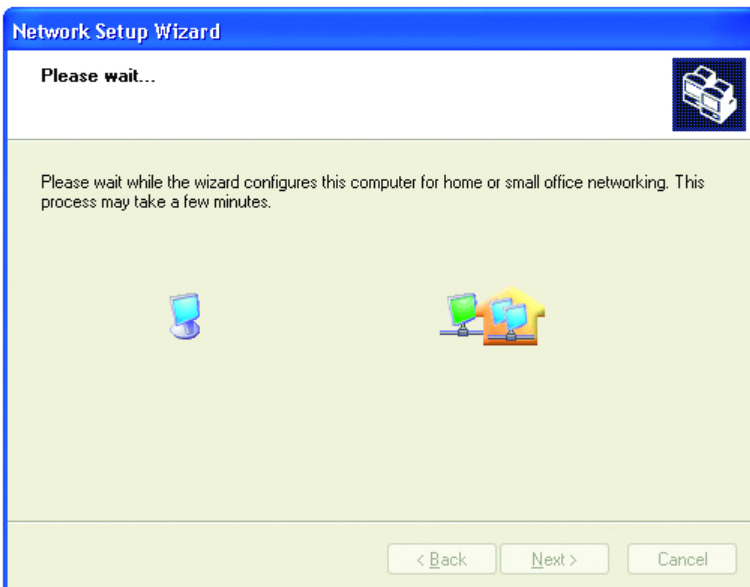 Network Setup Wizard
Please wait...
Please wait while the wizard configures this computer for home or small office networking. This
process may take a few minutes.
< Back
Next >
Cancel